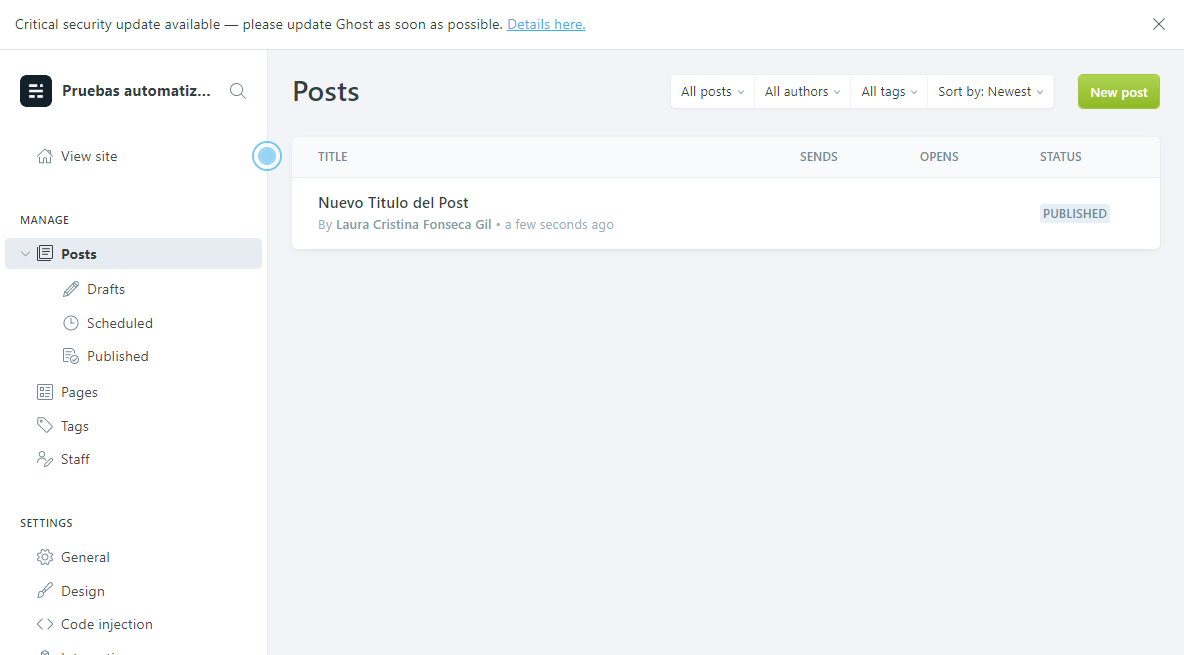 Critical security update available — please update Ghost as soon as possible. Details here.
Pruebas automatiz...
View site
MANAGE
Posts
Drafts
Scheduled
Published
Pages
Tags
Staff
SETTINGS
General
Design
Code injection
Posts
All posts
All authors
All tags
Sort by: Newest
New post
TITLE SENDS OPENS STATUS
Nuevo Titulo del Post
By Laura Cristina Fonseca Gil • a few seconds ago
PUBLISHED